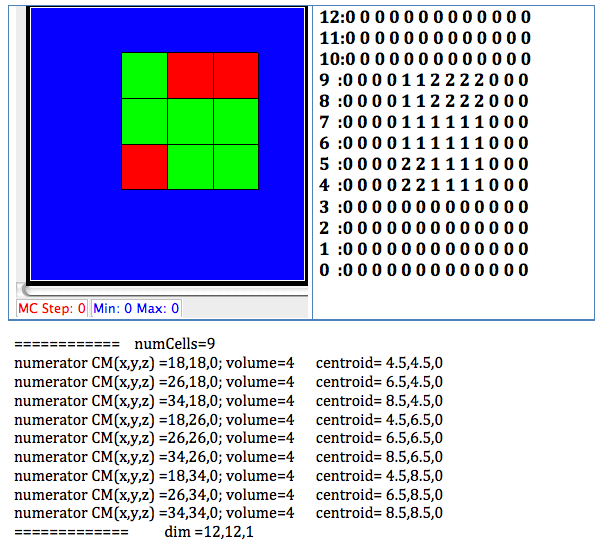 12:0 0 0 0 0 0 0 0 0 0 0 0 0
11:0 0 0 0 0 0 0 0 0 0 0 0 0
10:0 0 0 0 0 0 0 0 0 0 0 0 0
9 :0 0 0 0 1 1 2 2 2 2 0 0 0
8 :0 0 0 0 1 1 2 2 2 2 0 0 0
7 :0 0 0 0 1 1 1 1 1 1 0 0 0
6 :0 0 0 0 1 1 1 1 1 1 0 0 0
5 :0 0 0 0 2 2 1 1 1 1 0 0 0
4 :0 0 0 0 2 2 1 1 1 1 0 0 0
3 :0 0 0 0 0 0 0 0 0 0 0 0 0
2 :0 0 0 0 0 0 0 0 0 0 0 0 0
1 :0 0 0 0 0 0 0 0 0 0 0 0 0
0 :0 0 0 0 0 0 0 0 0 0 0 0 0
MC Step: 0 Min: 0 Max: 0
============ numCells=9
numerator CM(x,y,z) =18,18,0; volume=4 centroid= 4.5,4.5,0
numerator CM(x,y,z) =26,18,0; volume=4 centroid= 6.5,4.5,0
numerator CM(x,y,z) =34,18,0; volume=4 centroid= 8.5,4.5,0
numerator CM(x,y,z) =18,26,0; volume=4 centroid= 4.5,6.5,0
numerator CM(x,y,z) =26,26,0; volume=4 centroid= 6.5,6.5,0
numerator CM(x,y,z) =34,26,0; volume=4 centroid= 8.5,6.5,0
numerator CM(x,y,z) =18,34,0; volume=4 centroid= 4.5,8.5,0
numerator CM(x,y,z) =26,34,0; volume=4 centroid= 6.5,8.5,0
numerator CM(x,y,z) =34,34,0; volume=4 centroid= 8.5,8.5,0
============= dim =12,12,1